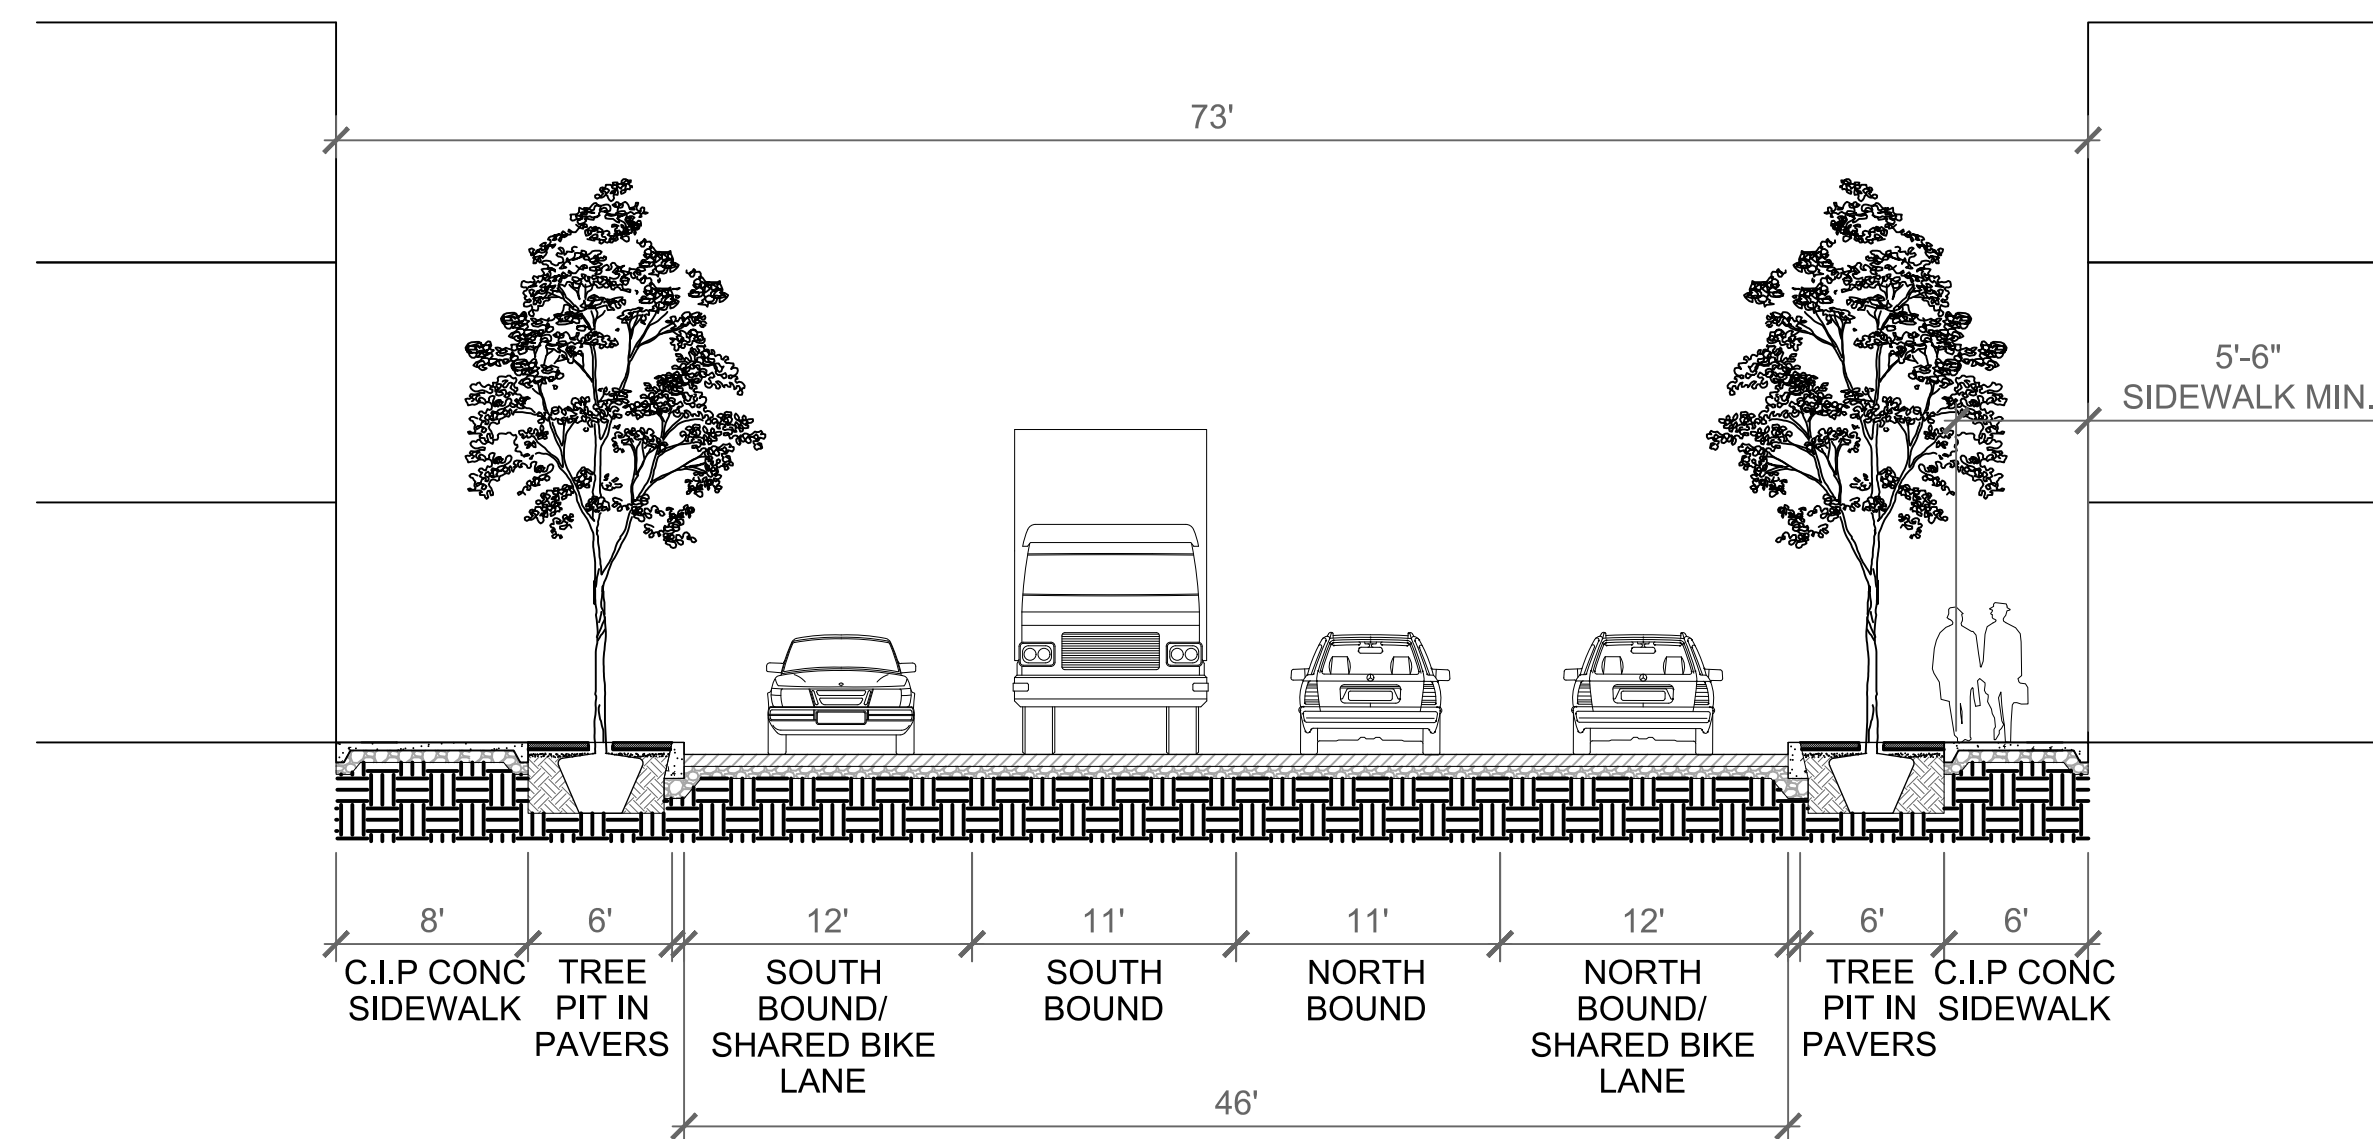 73'
5'-6"
SIDEWALK MIN.
8'
6'
12'
11'
11'
12'
6'
6'
C.I.P CONC
SIDEWALK
TREE
PIT IN
PAVERS
SOUTH
BOUND/
SHARED BIKE
LANE
SOUTH
BOUND
NORTH
BOUND
NORTH
BOUND/
SHARED BIKE
LANE
TREE
PIT IN
PAVERS
C.I.P CONC
SIDEWALK
46'